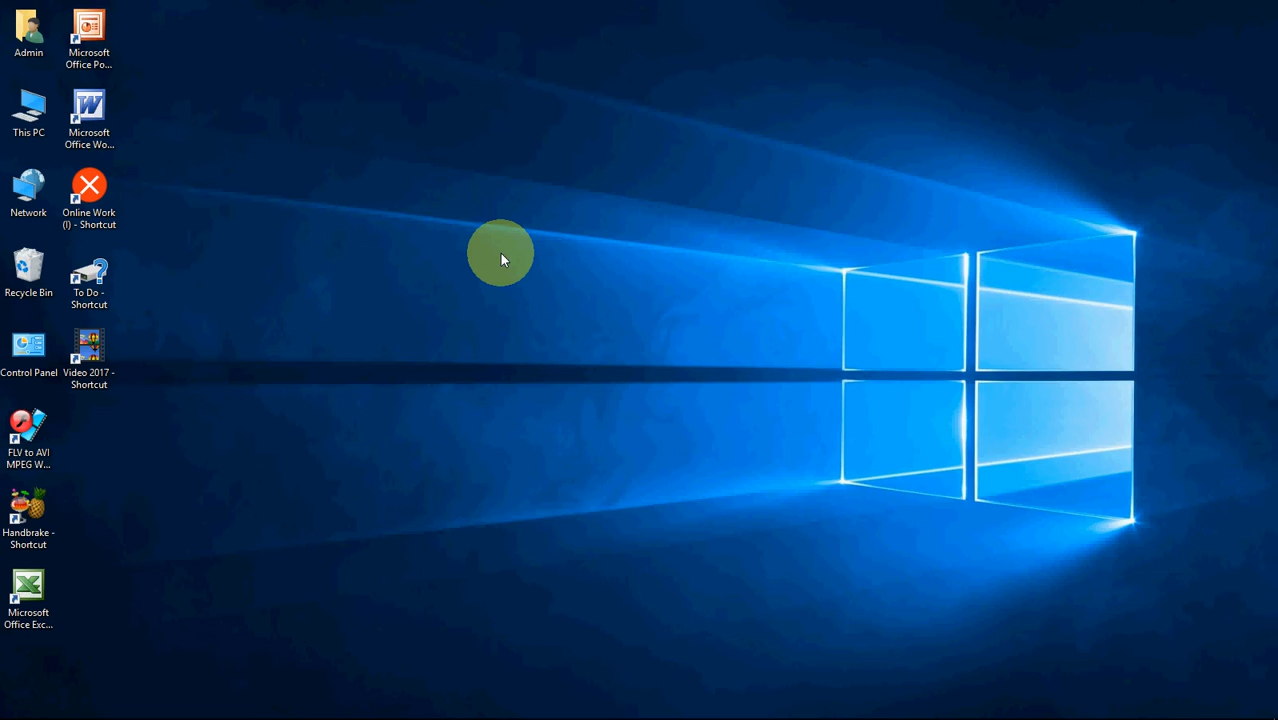 Admin
Microsoft
Office Po...
This PC
Microsoft
Office Wo...
Network
Online Work
(I) - Shortcut
Recycle Bin
To Do -
Shortcut
Control Panel
Video 2017 -
Shortcut
FLV to AVI
MPEG W...
Handbrake -
Shortcut
Microsoft
Office Exc...